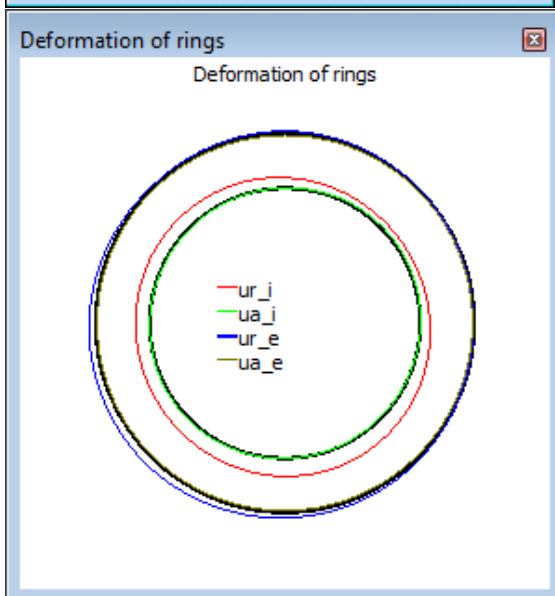 Deformation of rings
Deformation of rings
ur_i
ua_i
ur_e
ua_e